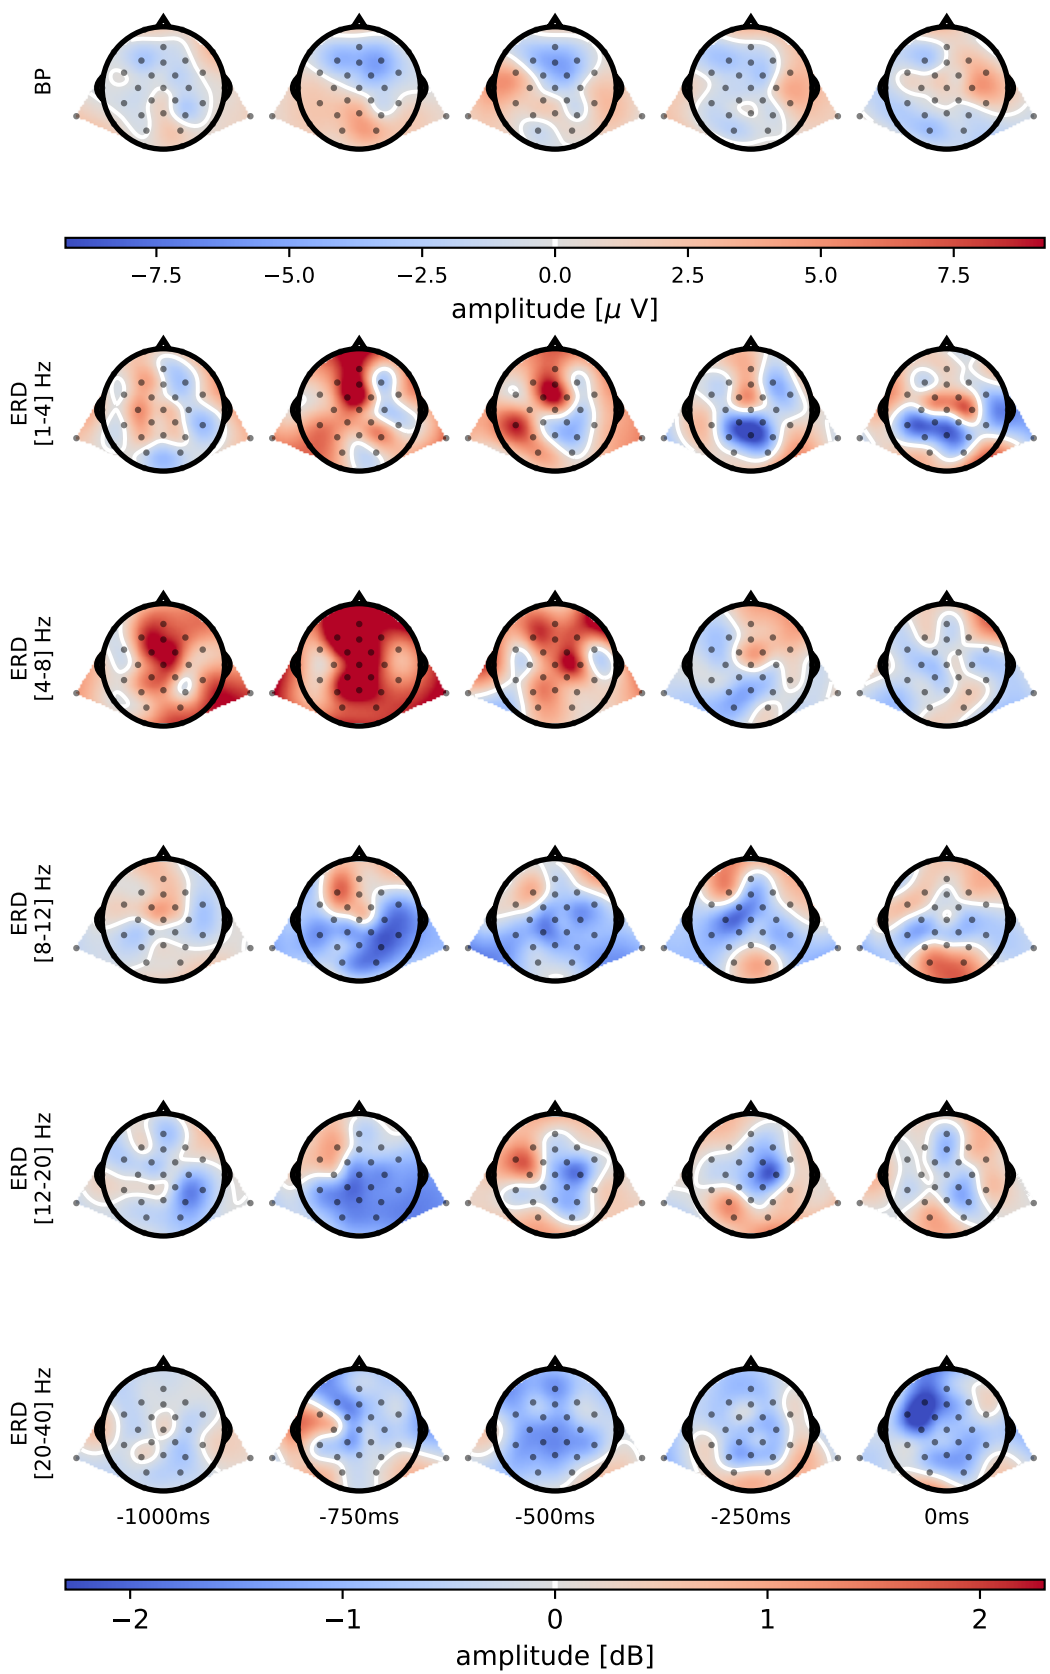 BP
−7.5 −5.0 −2.5 0.0 2.5 5.0 7.5
amplitude [μ V]
ERD
[1-4] Hz
ERD
[4-8] Hz
ERD
[8-12] Hz
ERD
[12-20] Hz
ERD
[20-40] Hz
-1000ms -750ms -500ms -250ms 0ms
−2 −1 0 1 2
amplitude [dB]